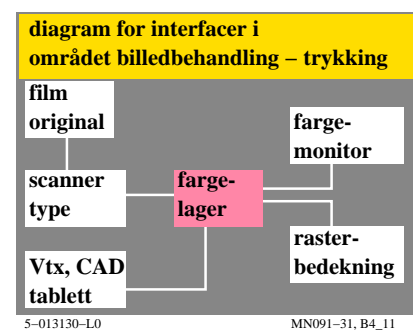 diagram for interfacer i
området billedbehandling – trykking
film
original
farge-
monitor
scanner
type
farge-
lager
raster-
bedekning
Vtx, CAD
tablett
5–013130–L0
MN091–31, B4_11